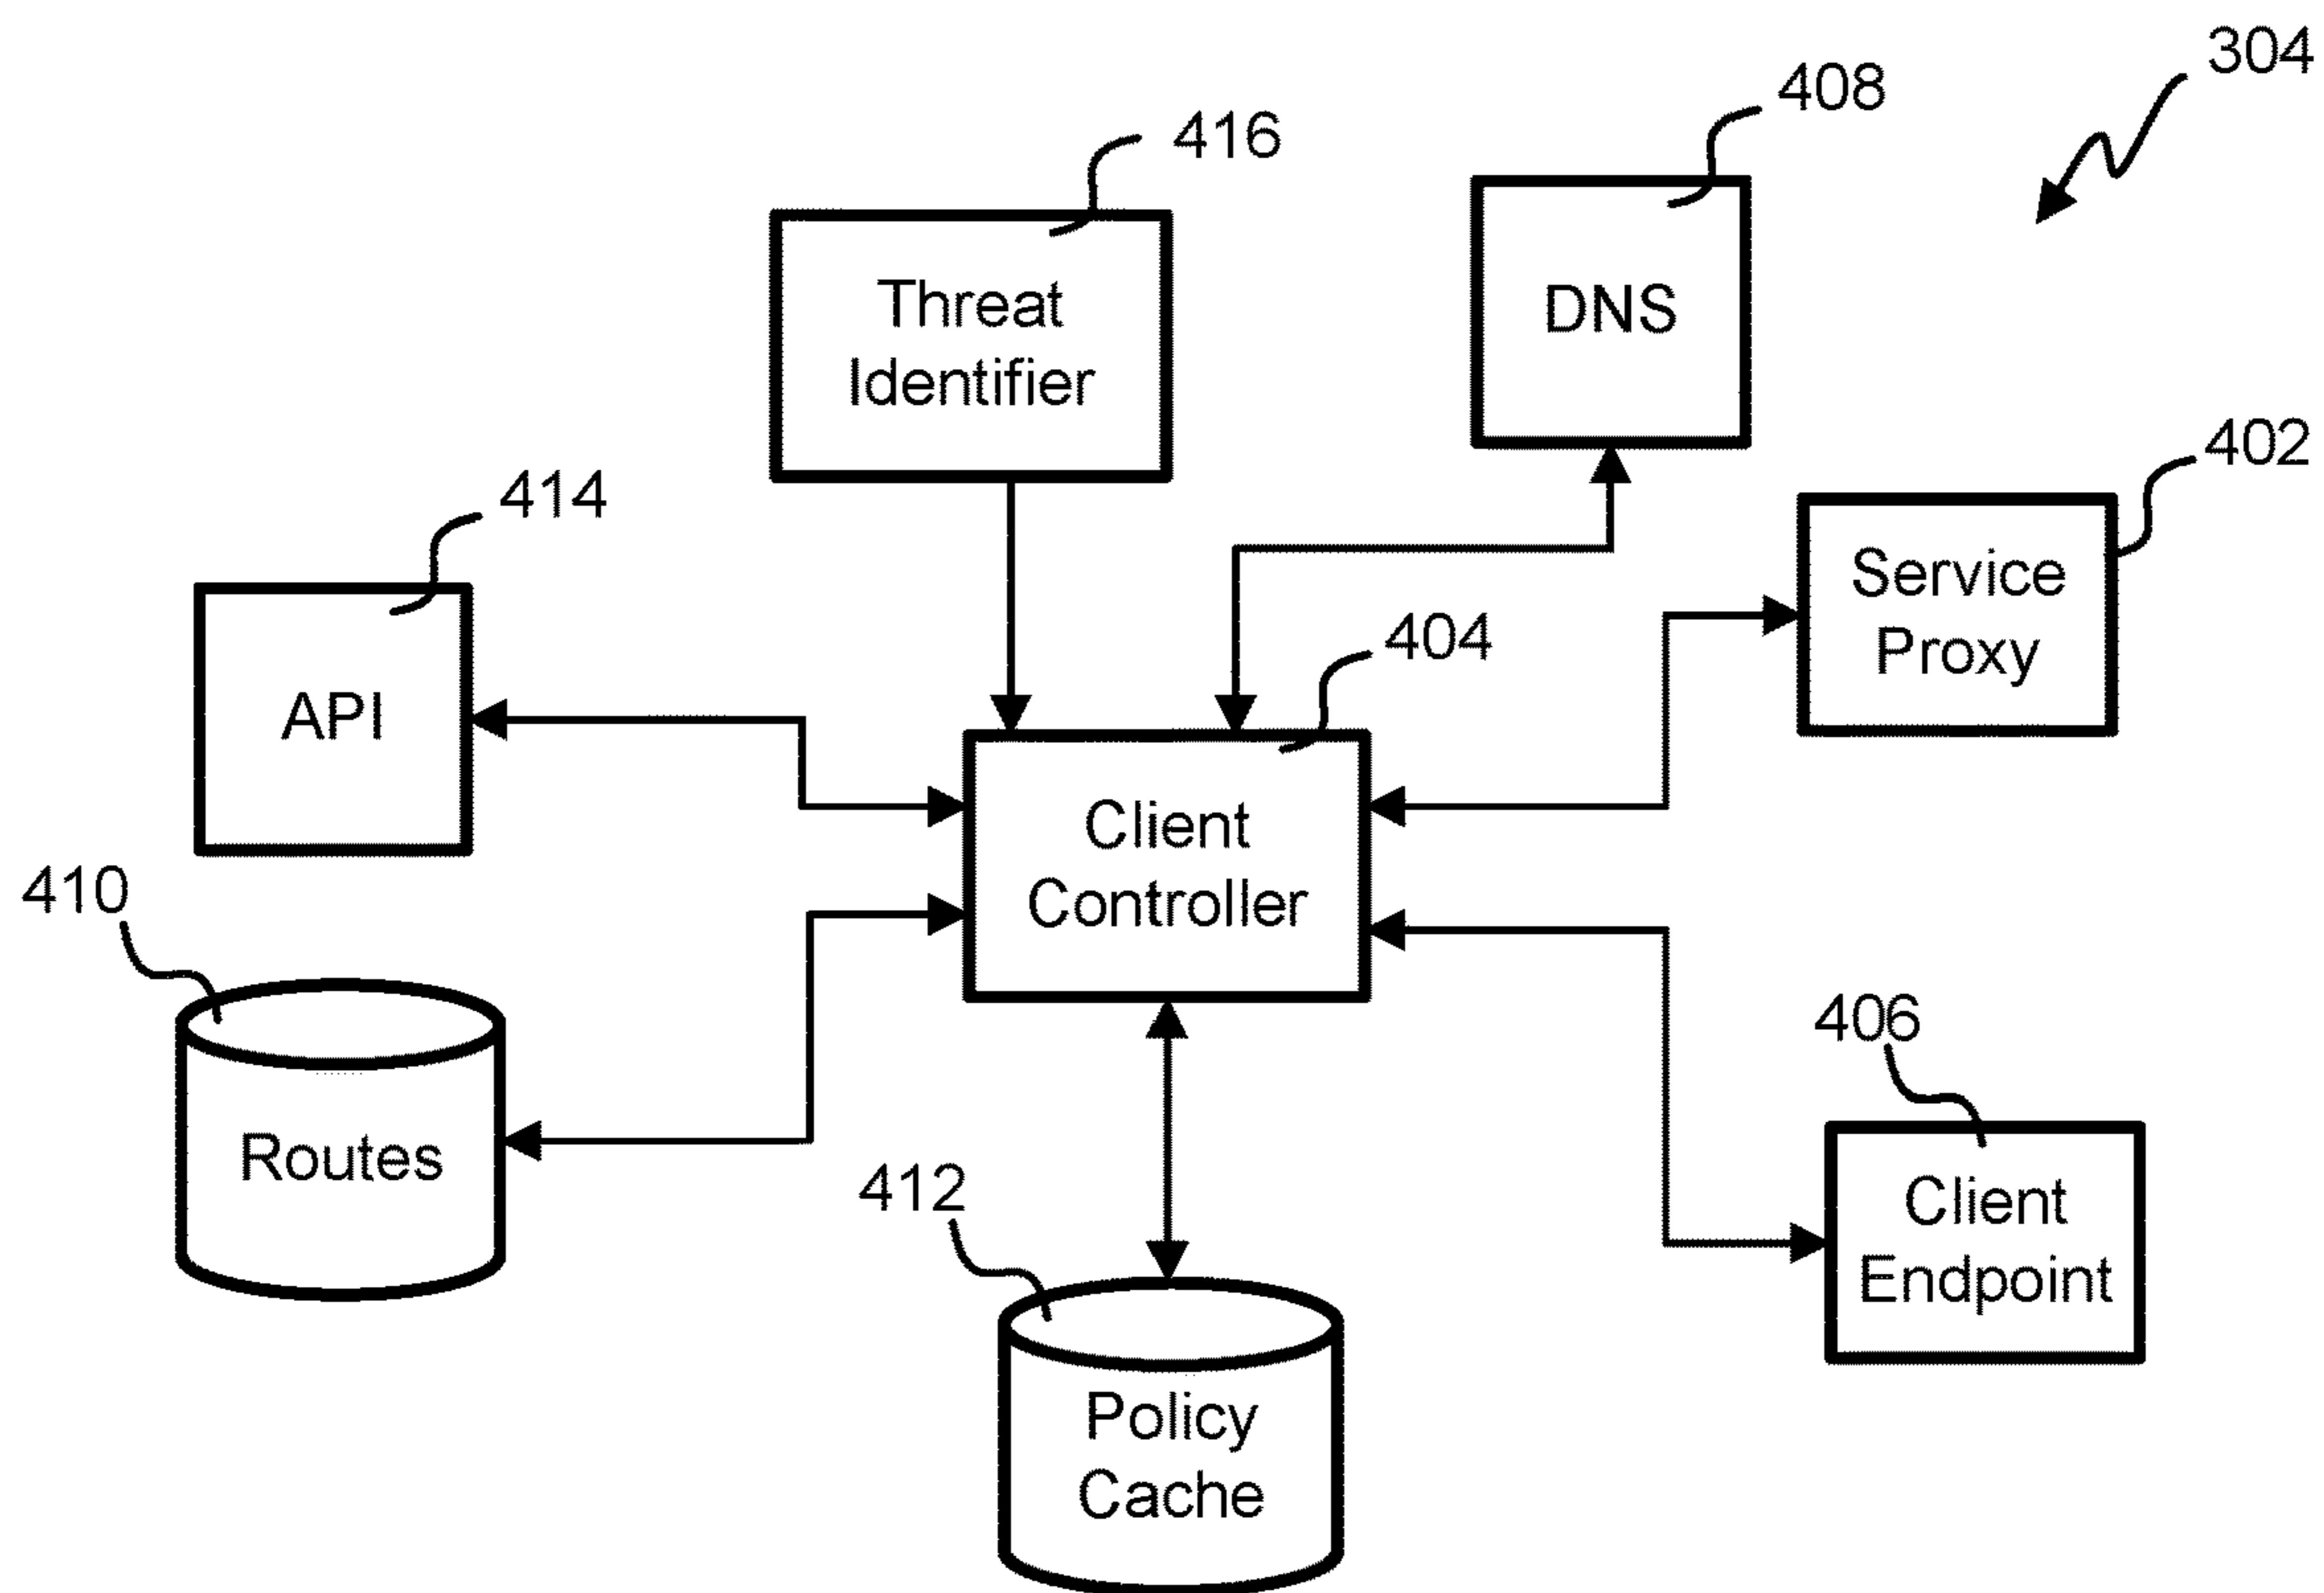 304
408
416
Threat
Identifier
DNS
402
414
Service
Proxy
404
API
Client
Controller
410
406
Routes
412
Client
Endpoint
Policy
Cache